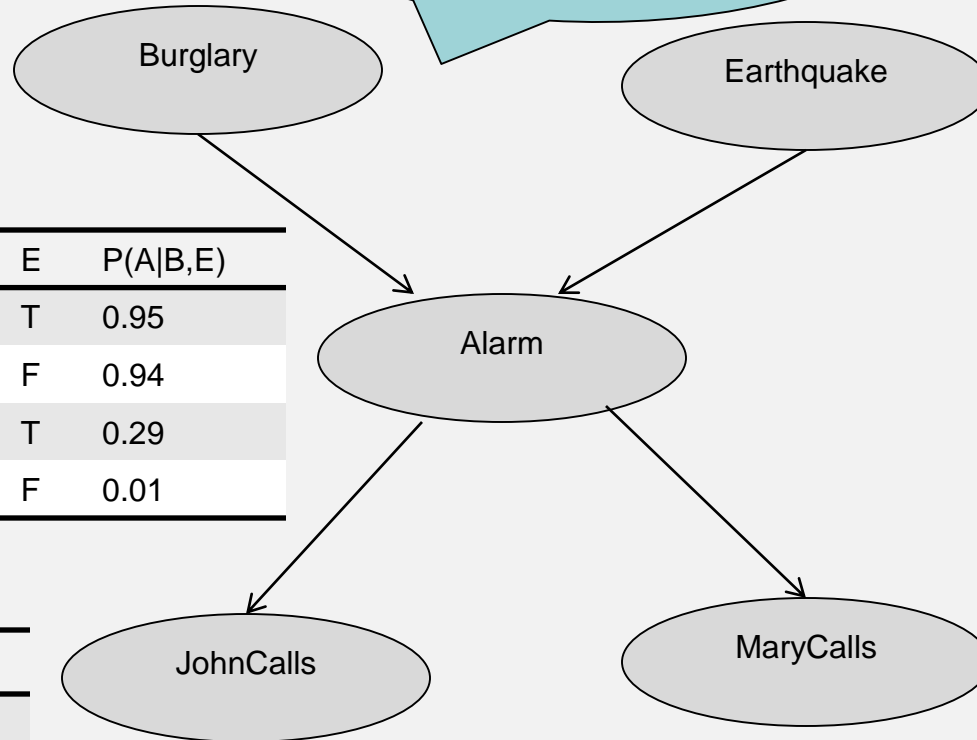 Burglary
Earthquake
E P(A|B,E)
T 0.95
F 0.94
T 0.29
F 0.01
Alarm
JohnCalls
MaryCalls